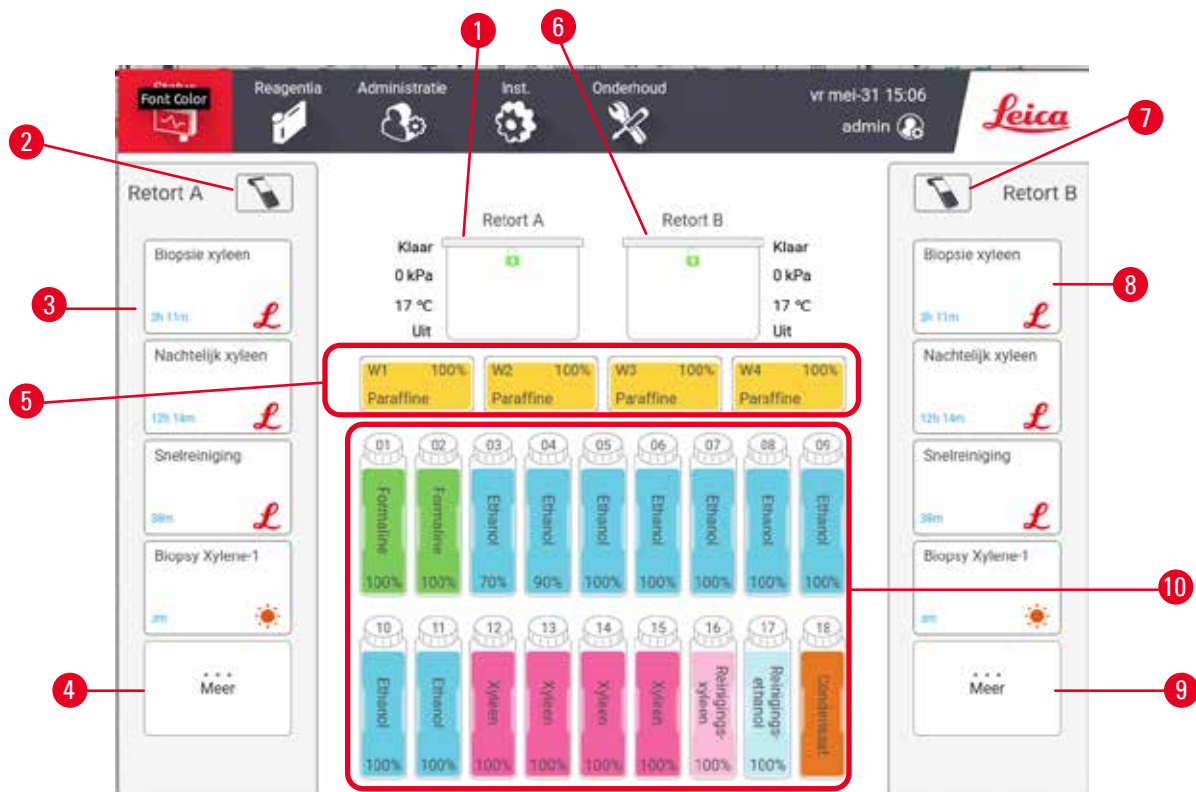 1
6
Status
Font Color
Reagentia
Administratie
Inst.
Onderhoud
vr mei-31 15:06
admin
Leica
2
7
Retort A
Retort B
Retort A
Retort B
Klaar
0 kPa
17 °C
Uit
Klaar
0 kPa
17 °C
Uit
3
Biopsie xyleen
3h 11m
Nachtelijk xyleen
12h 14m
Snelreiniging
38m
Biopsy Xylene-1
4
... Meer
8
Biopsie xyleen
3h 11m
Nachtelijk xyleen
12h 14m
Snelreiniging
38m
Biopsy Xylene-1
9
... Meer
5
W1 100%
Paraffine
W2 100%
Paraffine
W3 100%
Paraffine
W4 100%
Paraffine
10
01 Formaline 100%
02 Formaline 100%
03 Ethanol 70%
04 Ethanol 90%
05 Ethanol 100%
06 Ethanol 100%
07 Ethanol 100%
08 Ethanol 100%
09 Ethanol 100%
10 Ethanol 100%
11 Ethanol 100%
12 Xyleen 100%
13 Xyleen 100%
14 Xyleen 100%
15 Xyleen 100%
16 Reinigings-
xyleen 100%
17 Reinigings-
ethanol 100%
18 Condensaat